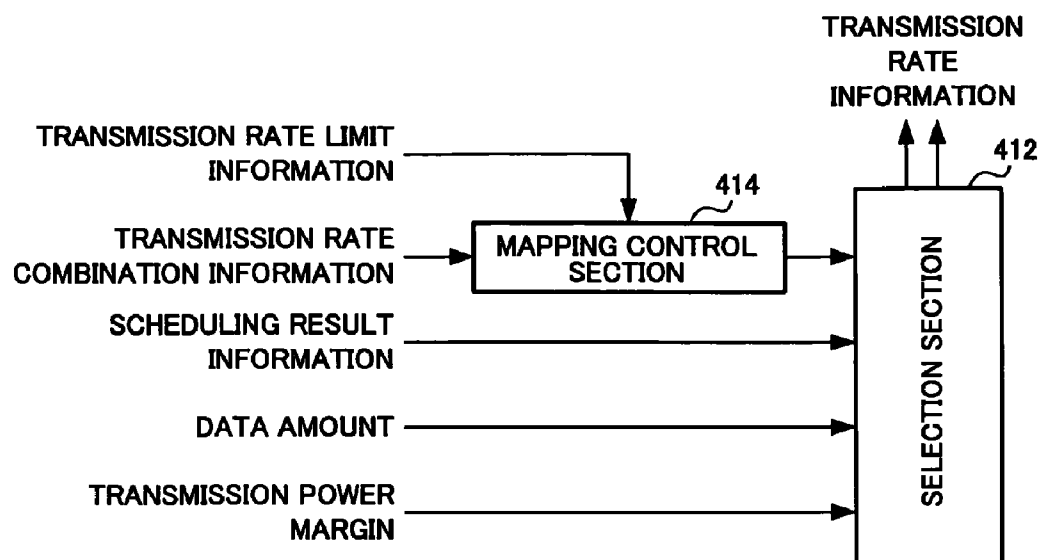 TRANSMISSION
RATE
INFORMATION
TRANSMISSION RATE LIMIT
INFORMATION
412
414
TRANSMISSION RATE
COMBINATION INFORMATION
MAPPING CONTROL
SECTION
SCHEDULING RESULT
INFORMATION
DATA AMOUNT
TRANSMISSION POWER
MARGIN
SELECTION SECTION